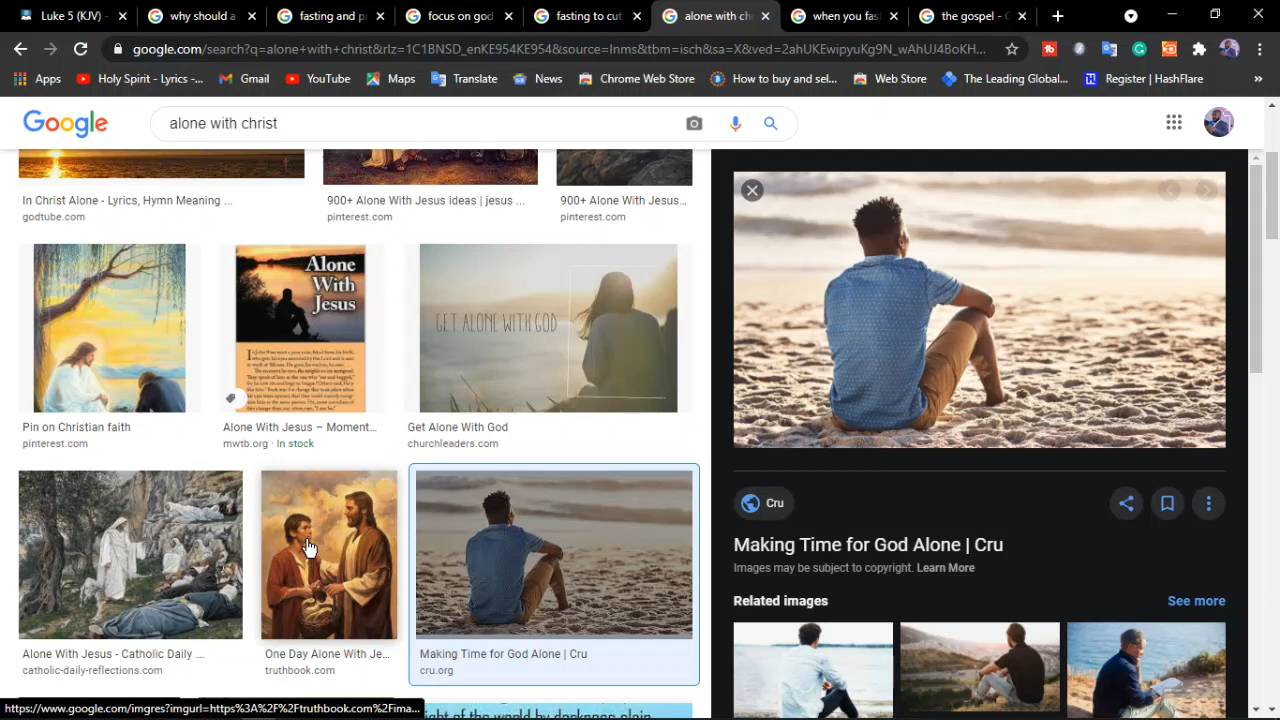 Luke 5 (KJV) -
why should a
fasting and p
focus on god
fasting to cut
alone with ch
when you fas
the gospel - G
google.com/search?q=alone+with+christ&rlz=1C1BNSD_enKE954KE954&source=lnms&tbm=isch&sa=X&ved=2ahUKEwipyuKg9N_wAhUJ48oKH...
Apps
Holy Spirit - Lyrics -...
Gmail
YouTube
Maps
Translate
News
Chrome Web Store
How to Buy and sel...
Web Store
The Leading Global...
Register | HashFlare
»
Google
alone with christ
In Christ Alone - Lyrics, Hymn Meaning ...
godtube.com
900+ Alone With Jesus ideas | jesus ...
pinterest.com
900+ Alone With Jesus...
pinterest.com
Alone
With
Jesus
GET ALONE WITH GOD
Pin on Christian faith
pinterest.com
Alone With Jesus – Moment...
mwtb.org · In stock
Get Alone With God
churchleaders.com
Alone With Jesus - Catholic Daily ...
catholic-daily-reflections.com
One Day Alone With Je...
truthbook.com
Making Time for God Alone | Cru
cru.org
Cru
Making Time for God Alone | Cru
Images may be subject to copyright. Learn More
Related images
See more
https://www.google.com/imgres?imgurl=https%3A%2F%2Ftruthbook.com%2Fima...